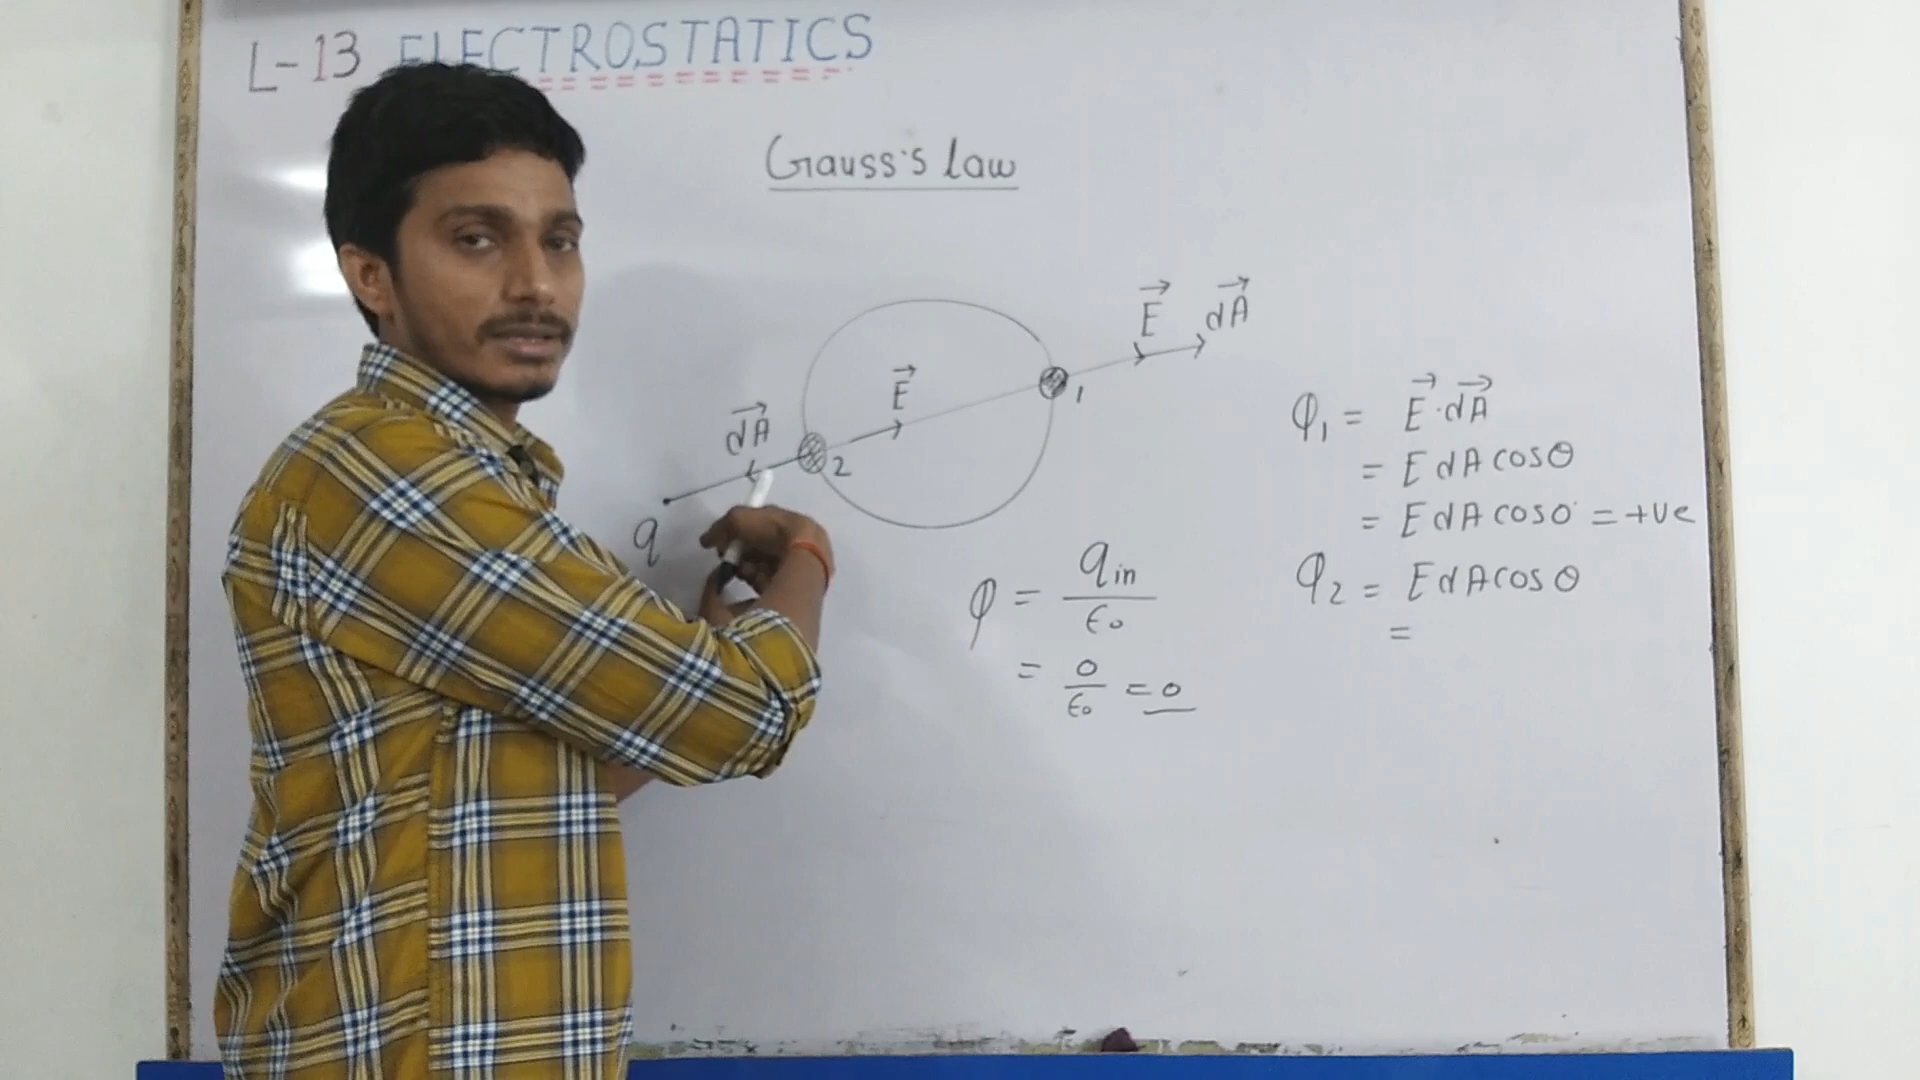 L-13 ELECTROSTATICS
Gauss's Law
E⃗ dA⃗
E⃗
dA⃗
1
2
q
φ₁ = E⃗·dA⃗
= E dA cosθ
= E dA cos0° = +ve
φ = qin/ε₀
φ₂ = E dA cosθ
=
= 0/ε₀ = 0